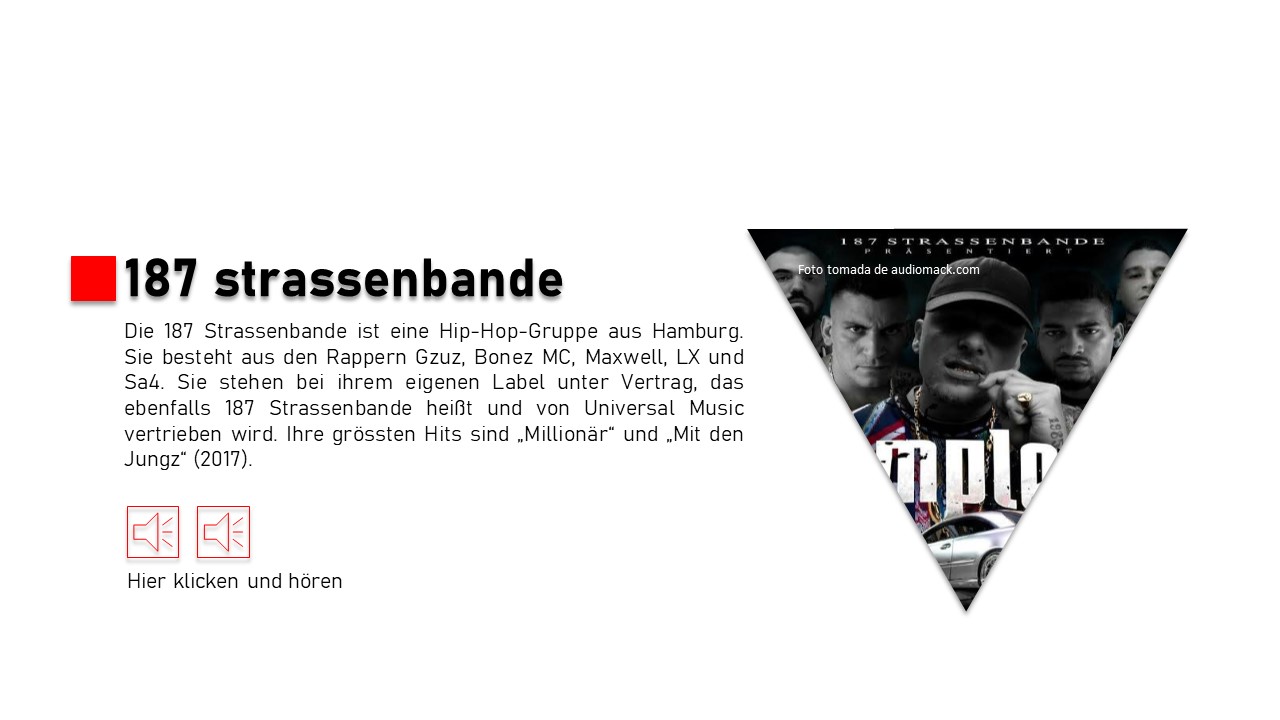 187 strassenbande
Die 187 Strassenbande ist eine Hip-Hop-Gruppe aus Hamburg.
Sie besteht aus den Rappern Gzuz, Bonez MC, Maxwell, LX und
Sa4. Sie stehen bei ihrem eigenen Label unter Vertrag, das
ebenfalls 187 Strassenbande heißt und von Universal Music
vertrieben wird. Ihre grössten Hits sind „Millionär“ und „Mit den
Jungz“ (2017).
Hier klicken und hören
187 STRASSENBANDE
PRÄSENTIERT
Foto tomada de audiomack.com
mpl